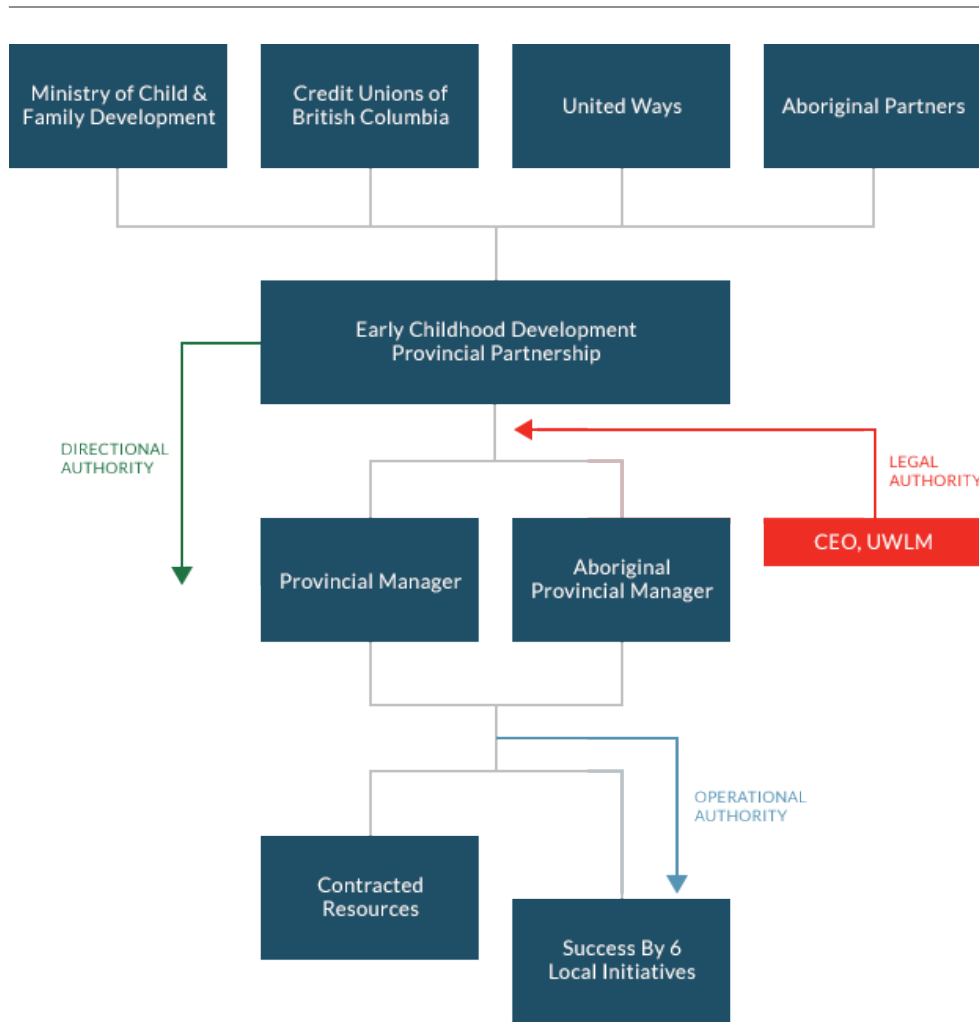 Ministry of Child &
Family Development
Credit Unions of
British Columbia
United Ways
Aboriginal Partners
Early Childhood Development
Provincial Partnership
DIRECTIONAL
AUTHORITY
LEGAL
AUTHORITY
CEO, UWLM
Provincial Manager
Aboriginal
Provincial Manager
OPERATIONAL
AUTHORITY
Contracted
Resources
Success By 6
Local Initiatives